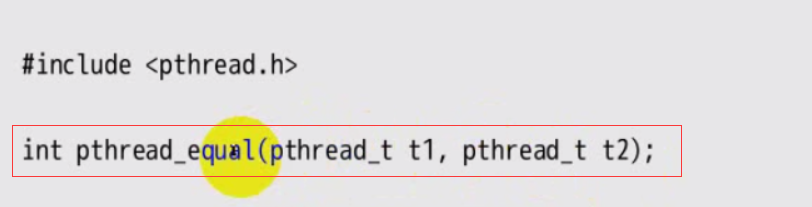 #include <pthread.h>
int pthread_equal(pthread_t t1, pthread_t t2);